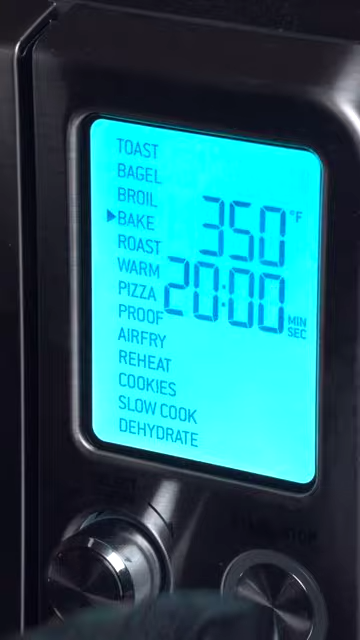 TOAST
BAGEL
BROIL
BAKE
ROAST
WARM
PIZZA
PROOF
AIRFRY
REHEAT
COOKIES
SLOW COOK
DEHYDRATE
350°F
20:00 MIN SEC